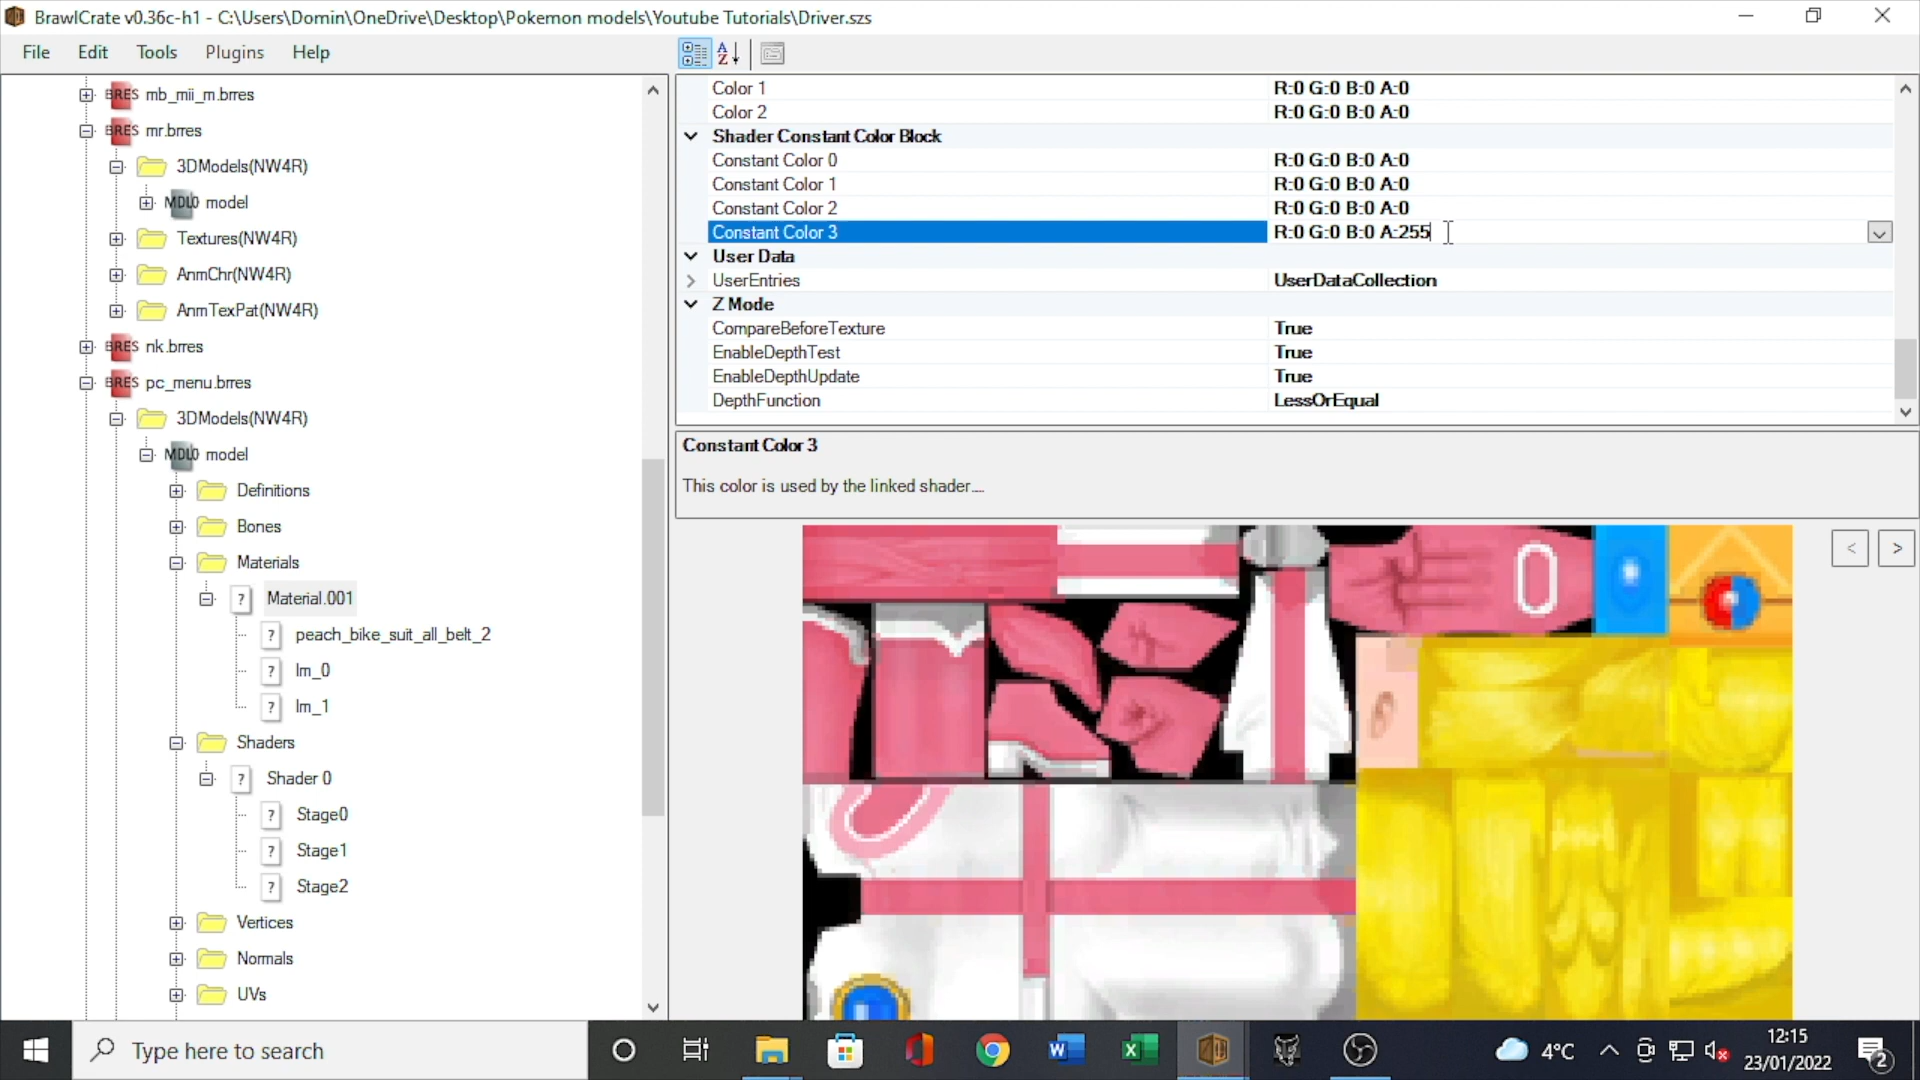 BrawlCrate v0.36c-h1 - C:\Users\Domin\OneDrive\Desktop\Pokemon models\Youtube Tutorials\Driver.szs
File Edit Tools Plugins Help
BRES mb_mii_m.brres
BRES mr.brres
3DModels(NW4R)
MDL0 model
Textures(NW4R)
AnmChr(NW4R)
AnmTexPat(NW4R)
BRES nk.brres
BRES pc_menu.brres
3DModels(NW4R)
MDL0 model
Definitions
Bones
Materials
? Material.001
? peach_bike_suit_all_belt_2
? lm_0
? lm_1
Shaders
? Shader 0
? Stage0
? Stage1
? Stage2
Vertices
Normals
UVs
A Z
Color 1 R:0 G:0 B:0 A:0
Color 2 R:0 G:0 B:0 A:0
Shader Constant Color Block
Constant Color 0 R:0 G:0 B:0 A:0
Constant Color 1 R:0 G:0 B:0 A:0
Constant Color 2 R:0 G:0 B:0 A:0
Constant Color 3 R:0 G:0 B:0 A:255
User Data
UserEntries UserDataCollection
Z Mode
CompareBeforeTexture True
EnableDepthTest True
EnableDepthUpdate True
DepthFunction LessOrEqual
Constant Color 3
This color is used by the linked shader....
< >
Type here to search
4°C
12:15
23/01/2022
2